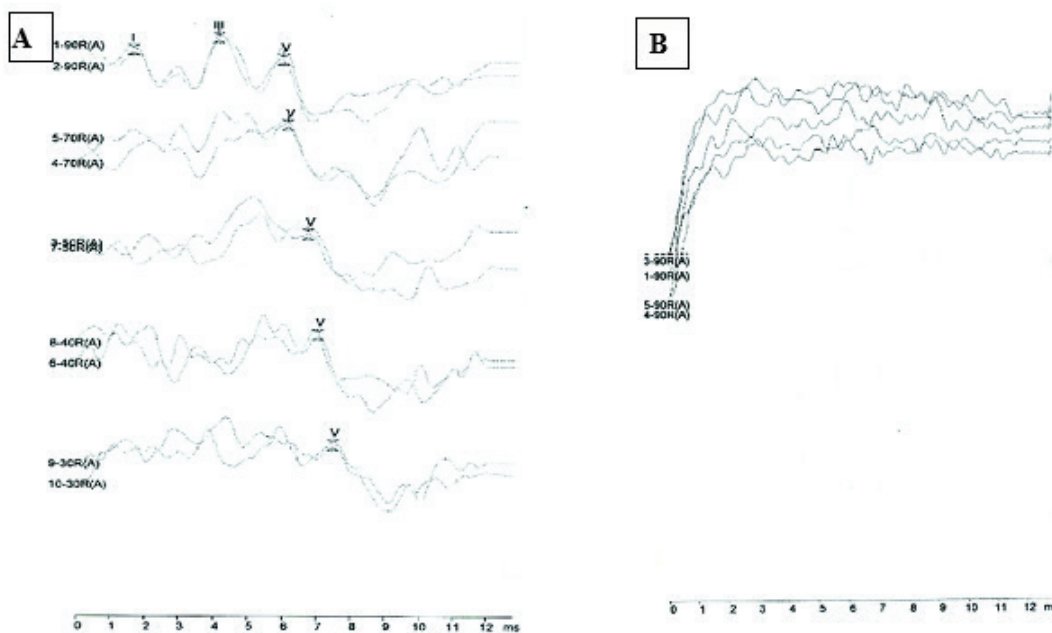 A
I III V
1-90R(A)
2-90R(A)
V
5-70R(A)
4-70R(A)
V
V
8-40R(A)
6-40R(A)
V
9-30R(A)
10-30R(A)
0 1 2 3 4 5 6 7 8 9 10 11 12 ms
B
3-90R(A)
1-90R(A)
5-90R(A)
4-90R(A)
0 1 2 3 4 5 6 7 8 9 10 11 12 m